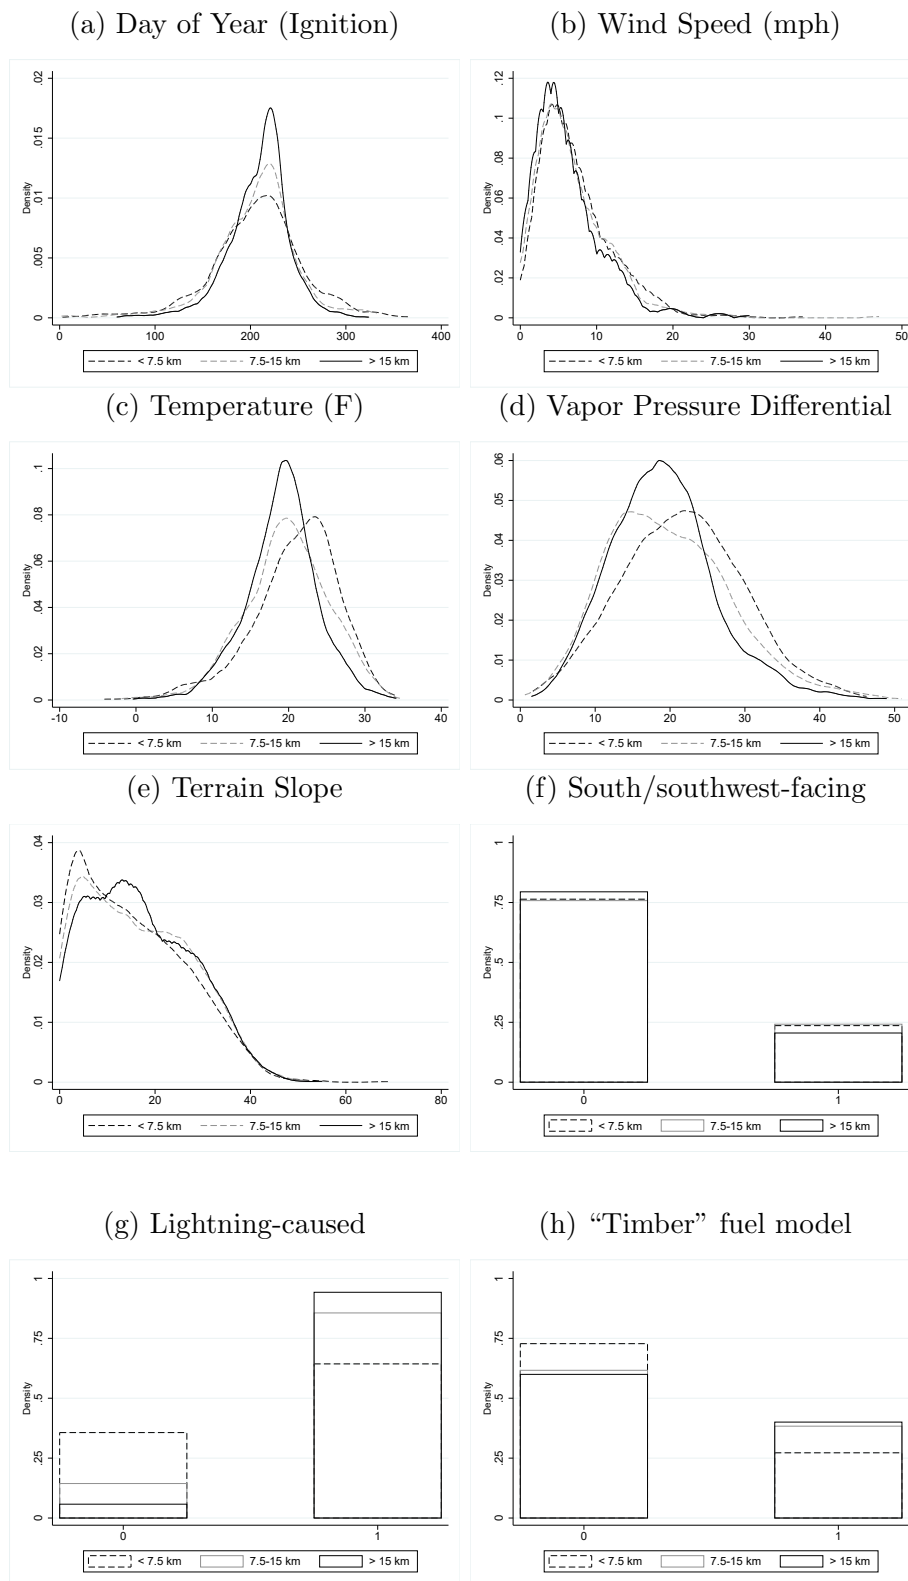 (a) Day of Year (Ignition)
(b) Wind Speed (mph)
Density
0 .005 .01 .015 .02
0 100 200 300 400
< 7.5 km 7.5-15 km > 15 km
Density
0 .02 .04 .06 .08 .1 .12
0 10 20 30 40 50
< 7.5 km 7.5-15 km > 15 km
(c) Temperature (F)
(d) Vapor Pressure Differential
Density
0 .02 .04 .06 .08 .1
-10 0 10 20 30 40
< 7.5 km 7.5-15 km > 15 km
Density
0 .01 .02 .03 .04 .05 .06
0 10 20 30 40 50
< 7.5 km 7.5-15 km > 15 km
(e) Terrain Slope
(f) South/southwest-facing
Density
0 .01 .02 .03 .04
0 20 40 60 80
< 7.5 km 7.5-15 km > 15 km
Density
0 .25 .5 .75 1
0 1
< 7.5 km 7.5-15 km > 15 km
(g) Lightning-caused
(h) “Timber” fuel model
Density
0 .25 .5 .75 1
0 1
< 7.5 km 7.5-15 km > 15 km
Density
0 .25 .5 .75 1
0 1
< 7.5 km 7.5-15 km > 15 km